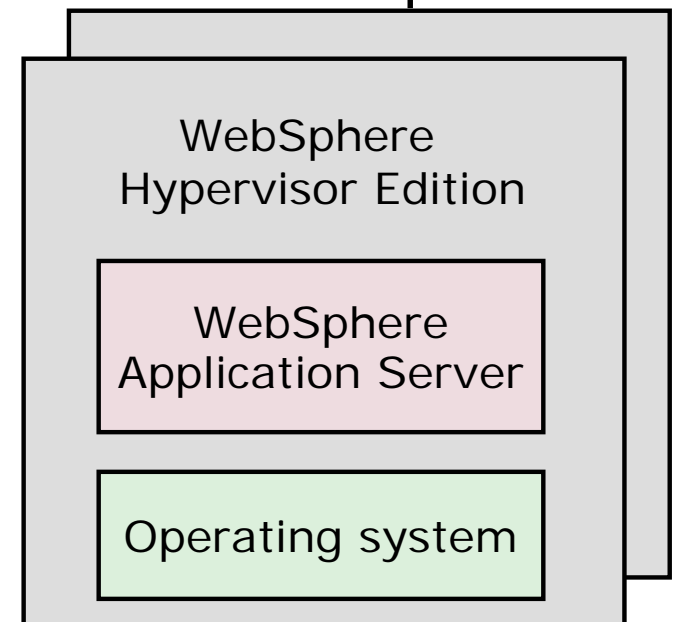 WebSphere
Hypervisor Edition
WebSphere
Application Server
Operating system